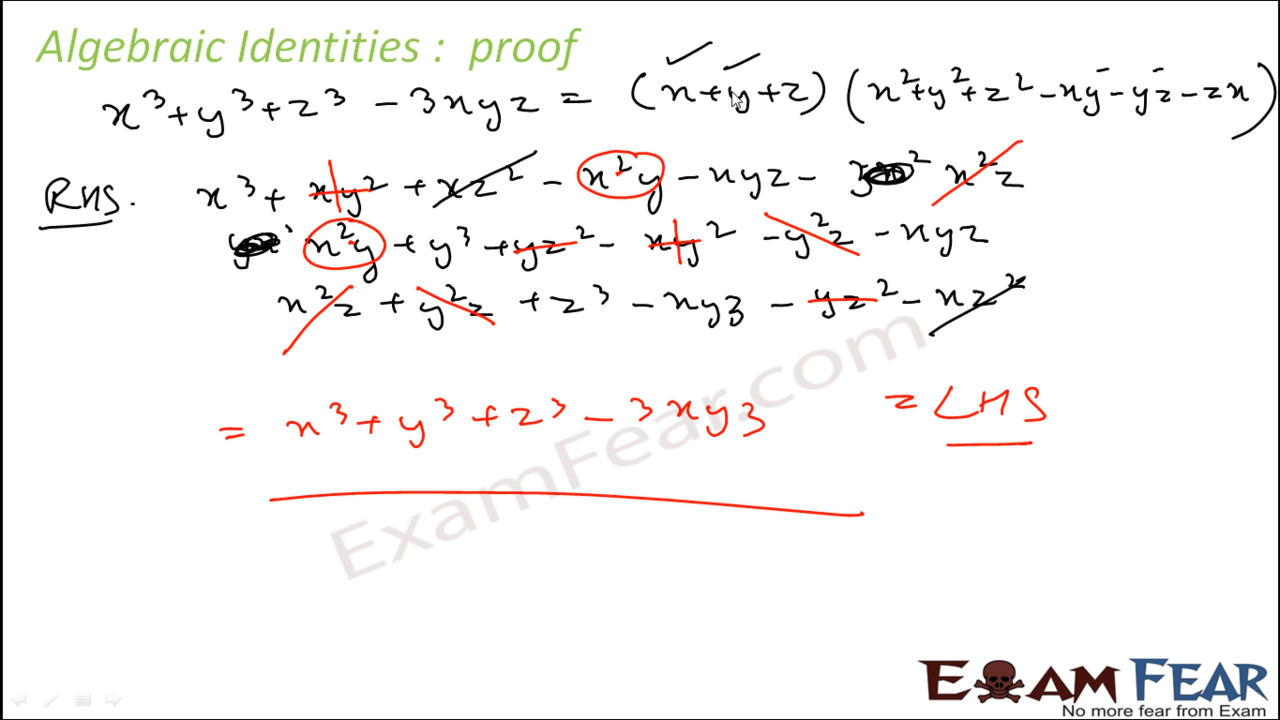 Algebraic Identities : proof
x³ + y³ + z³ - 3xyz = (x+y+z) (x²+y²+z²-xy-yz-zx)
RHS. x³ + xy² + xz² - x²y - xyz - x²z
x²y + y³ + yz² - xy² - y²z - xyz
x²z + y²z + z³ - xyz - yz² - xz²
= x³ + y³ + z³ - 3xyz = LHS
ExamFear.com
EXAM FEAR
No more fear from Exam